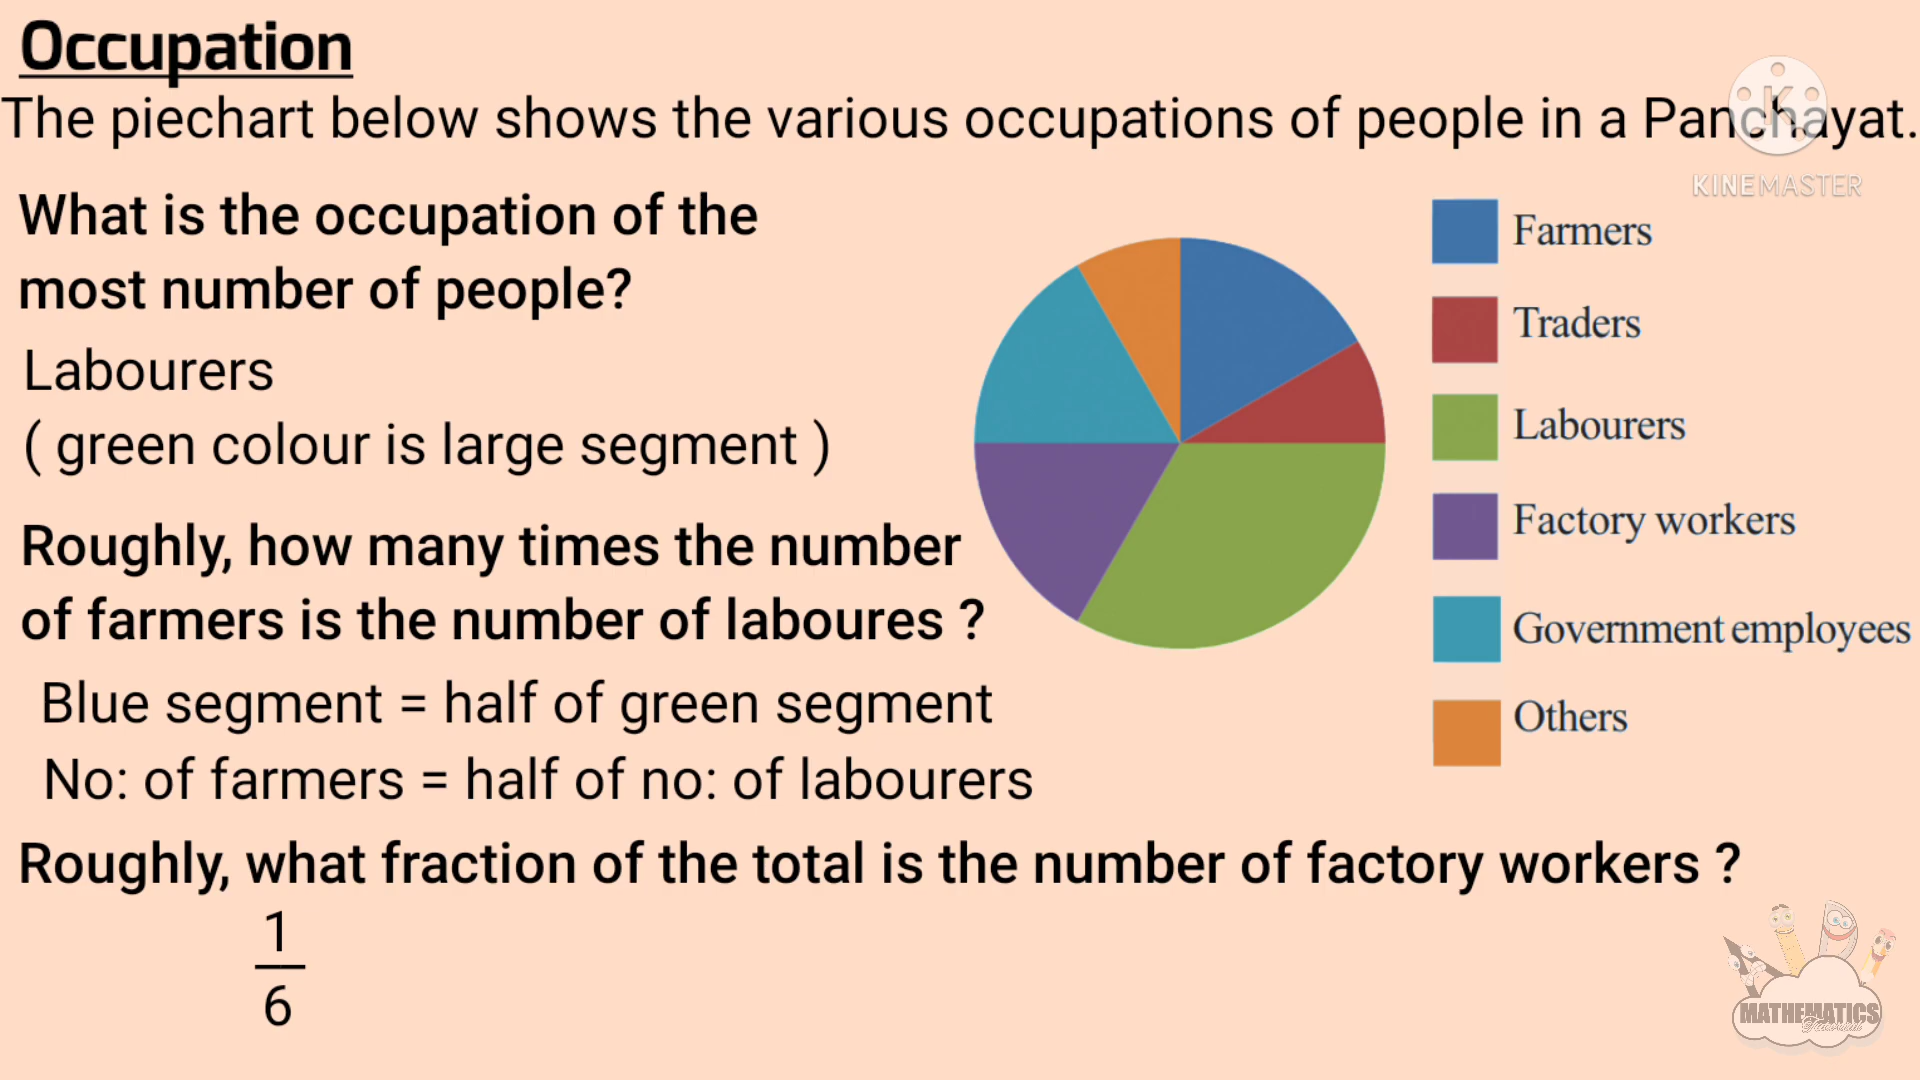 Occupation
The piechart below shows the various occupations of people in a Panchayat.
KINEMASTER
What is the occupation of the
most number of people?
Labourers
( green colour is large segment )
Roughly, how many times the number
of farmers is the number of laboures ?
Blue segment = half of green segment
No: of farmers = half of no: of labourers
Farmers
Traders
Labourers
Factory workers
Government employees
Others
Roughly, what fraction of the total is the number of factory workers ?
1
6
MATHEMATICS